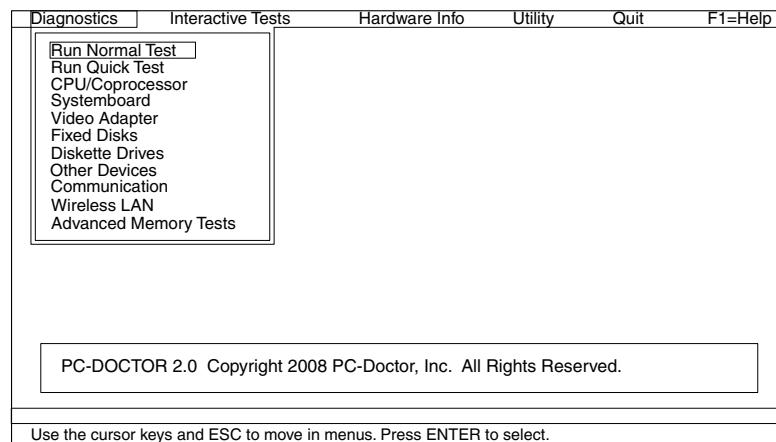 Diagnostics Interactive Tests Hardware Info Utility Quit F1=Help
Run Normal Test
Run Quick Test
CPU/Coprocessor
Systemboard
Video Adapter
Fixed Disks
Diskette Drives
Other Devices
Communication
Wireless LAN
Advanced Memory Tests
PC-DOCTOR 2.0 Copyright 2008 PC-Doctor, Inc. All Rights Reserved.
Use the cursor keys and ESC to move in menus. Press ENTER to select.